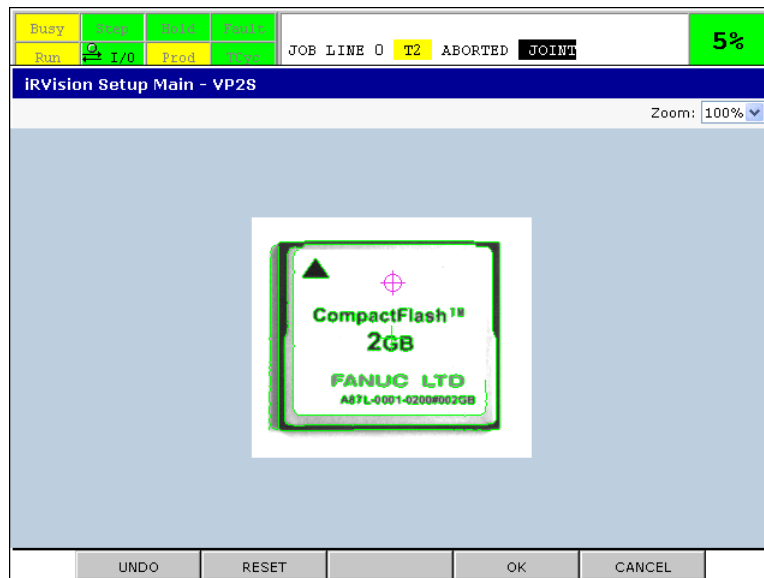 Busy Step Hold Fault
Run I/O Prod TCyc
JOB LINE 0 T2 ABORTED JOINT
5%
iRVision Setup Main - VP2S
Zoom: 100%
CompactFlash™
2GB
FANUC LTD
A87L-0001-0200#002GB
UNDO RESET OK CANCEL